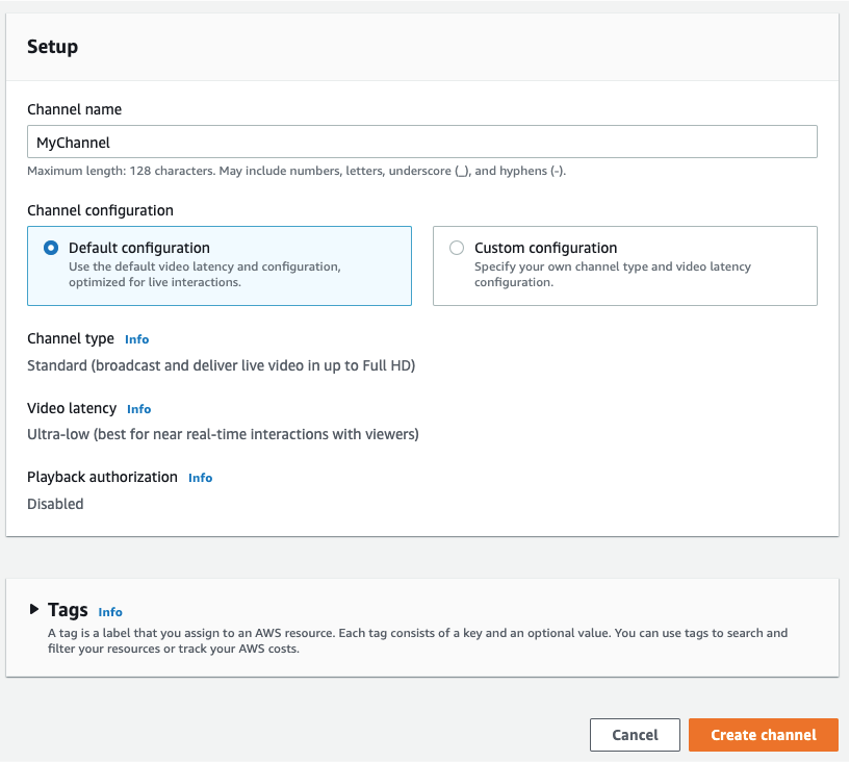 Setup
Channel name
MyChannel
Maximum length: 128 characters. May include numbers, letters, underscore (_), and hyphens (-).
Channel configuration
Default configuration
Use the default video latency and configuration,
optimized for live interactions.
Custom configuration
Specify your own channel type and video latency
configuration.
Channel type Info
Standard (broadcast and deliver live video in up to Full HD)
Video latency Info
Ultra-low (best for near real-time interactions with viewers)
Playback authorization Info
Disabled
Tags Info
A tag is a label that you assign to an AWS resource. Each tag consists of a key and an optional value. You can use tags to search and
filter your resources or track your AWS costs.
Cancel Create channel